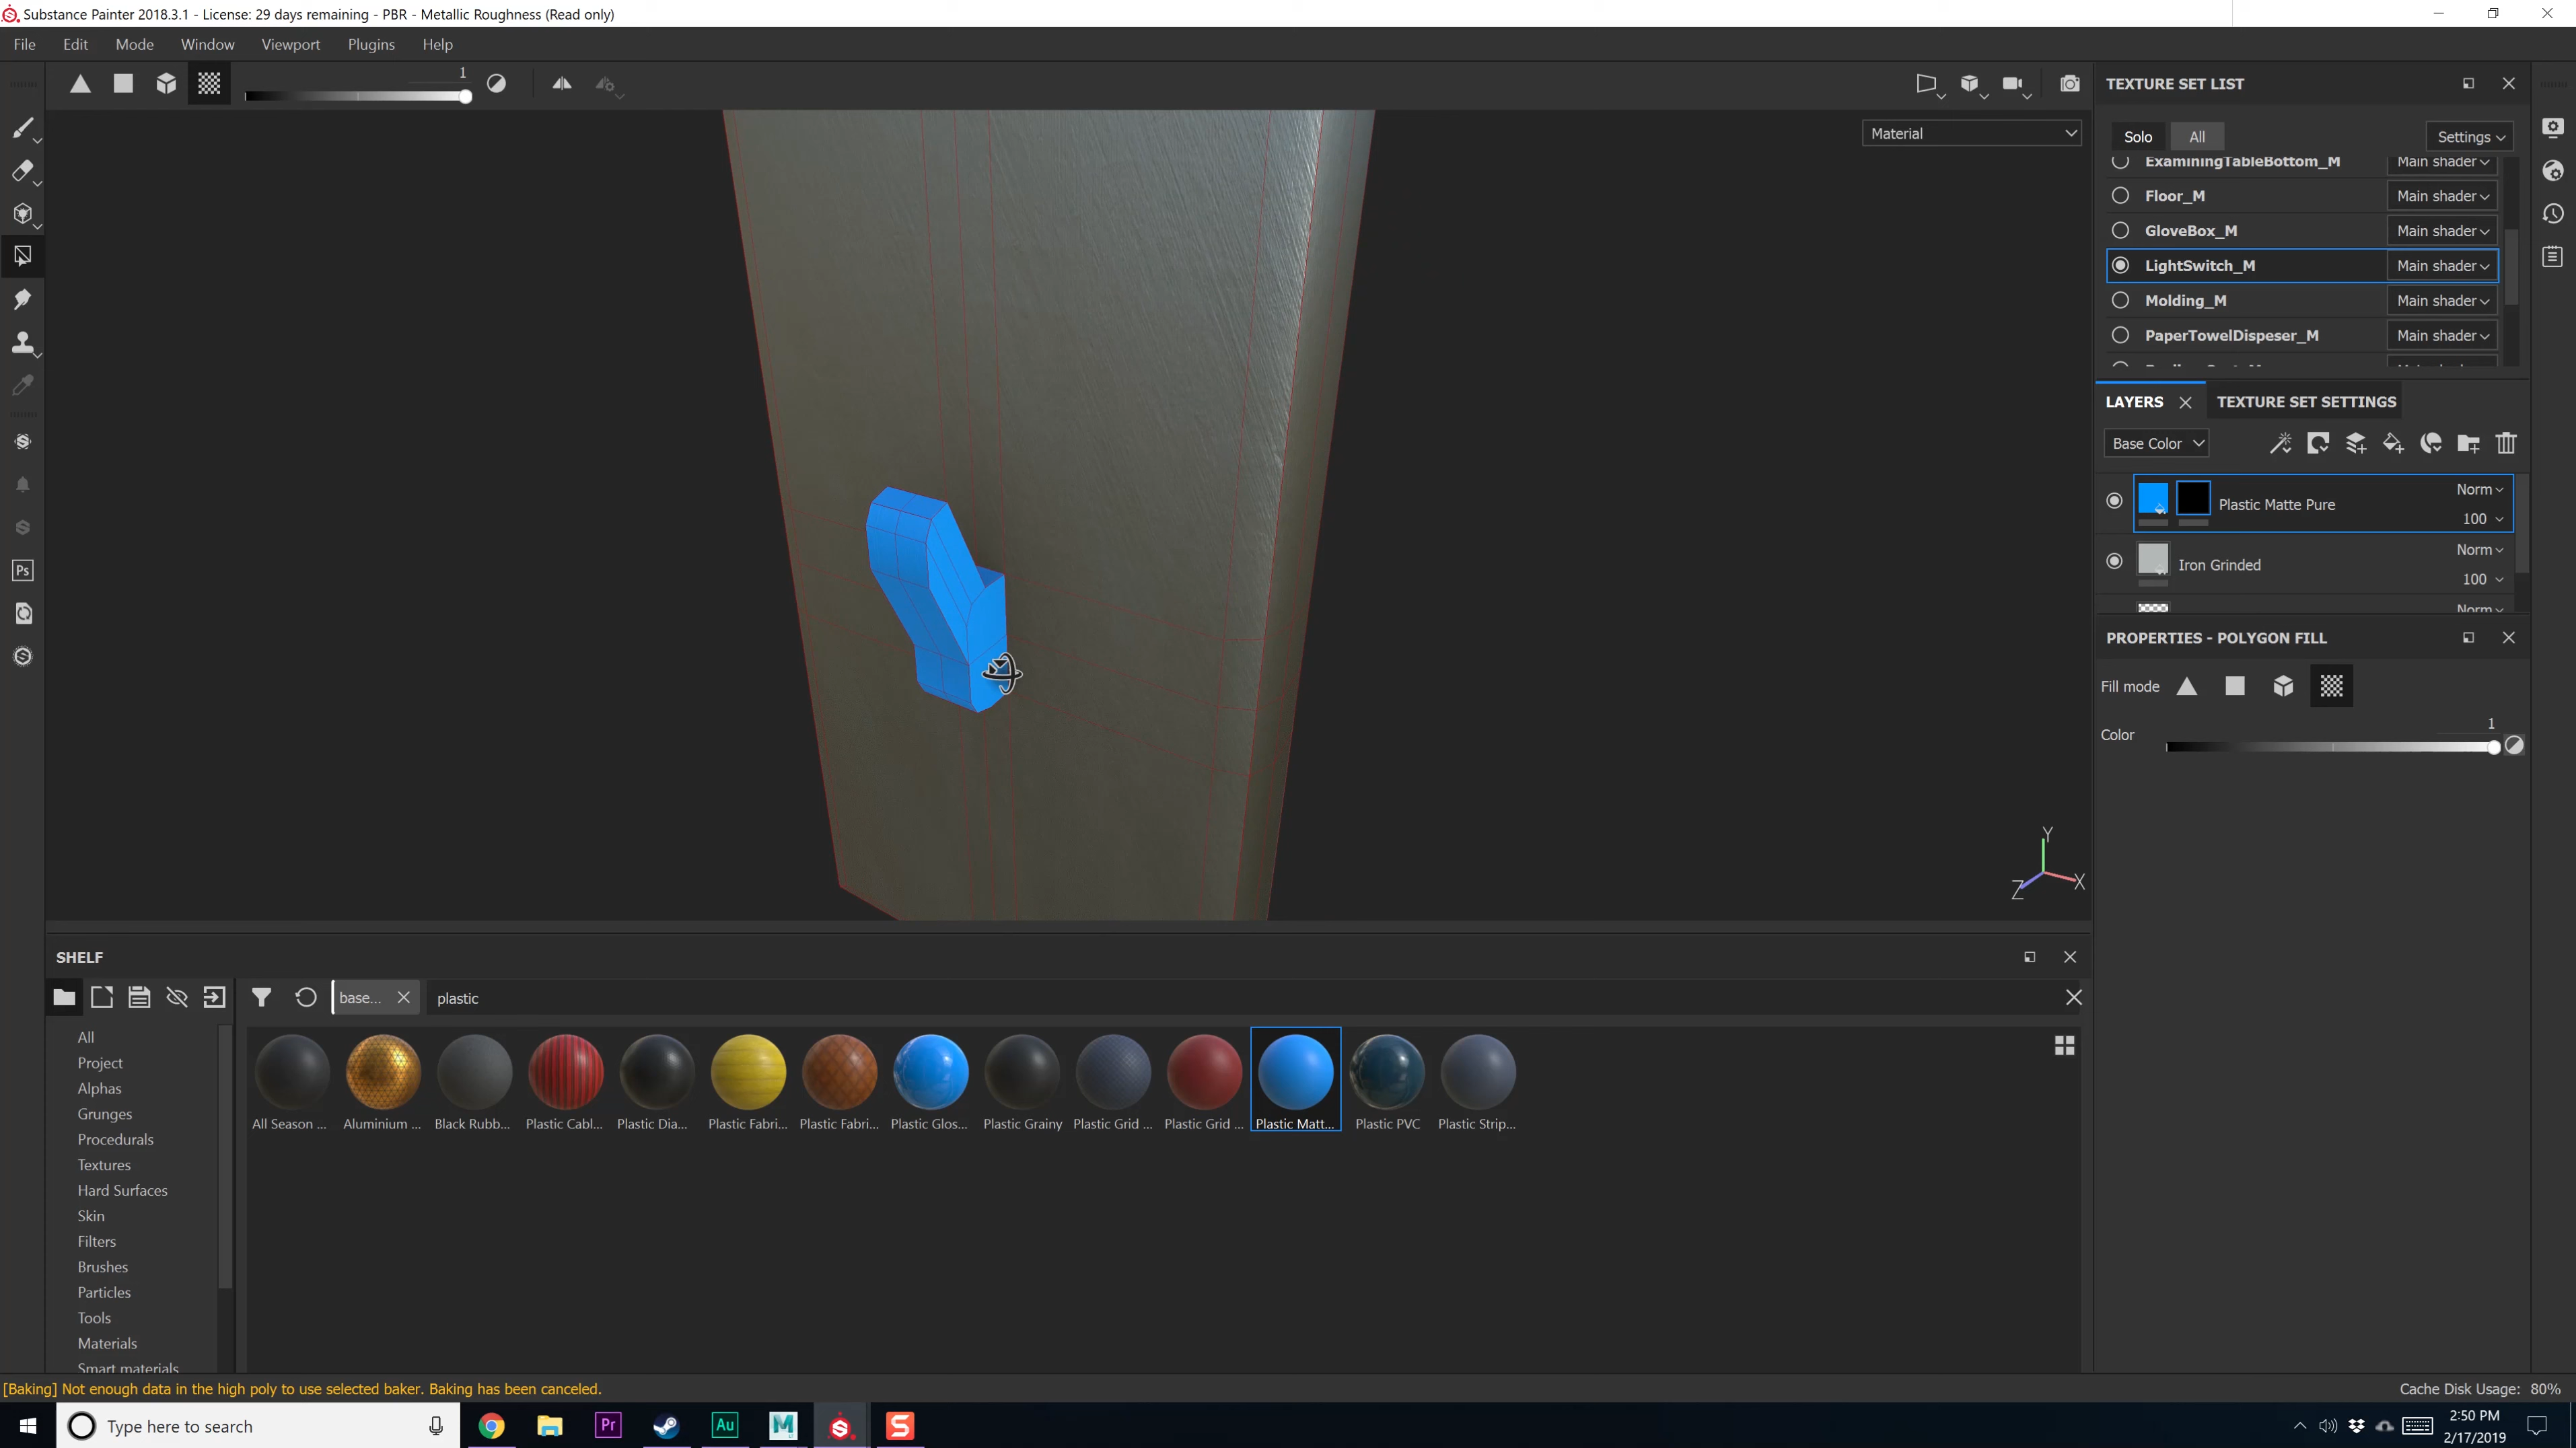 Substance Painter 2018.3.1 - License: 29 days remaining - PBR - Metallic Roughness (Read only)
File Edit Mode Window Viewport Plugins Help
1
Material
TEXTURE SET LIST
Solo All Settings
ExaminingTableBottom_M Main shader
Floor_M Main shader
GloveBox_M Main shader
LightSwitch_M Main shader
Molding_M Main shader
PaperTowelDispeser_M Main shader
LAYERS TEXTURE SET SETTINGS
Base Color
Norm
Plastic Matte Pure
100
Norm
Iron Grinded
100
Norm
PROPERTIES - POLYGON FILL
Fill mode
1
Color
Ps
Y
Z X
SHELF
base... plastic
All
Project
Alphas
Grunges
Procedurals
Textures
Hard Surfaces
Skin
Filters
Brushes
Particles
Tools
Materials
Smart materials
All Season ... Aluminium ... Black Rubb... Plastic Cabl... Plastic Dia... Plastic Fabri... Plastic Fabri... Plastic Glos... Plastic Grainy Plastic Grid ... Plastic Grid ... Plastic Matt... Plastic PVC Plastic Strip...
[Baking] Not enough data in the high poly to use selected baker. Baking has been canceled.
Cache Disk Usage: 80%
Type here to search
Pr Au M S
2:50 PM
2/17/2019